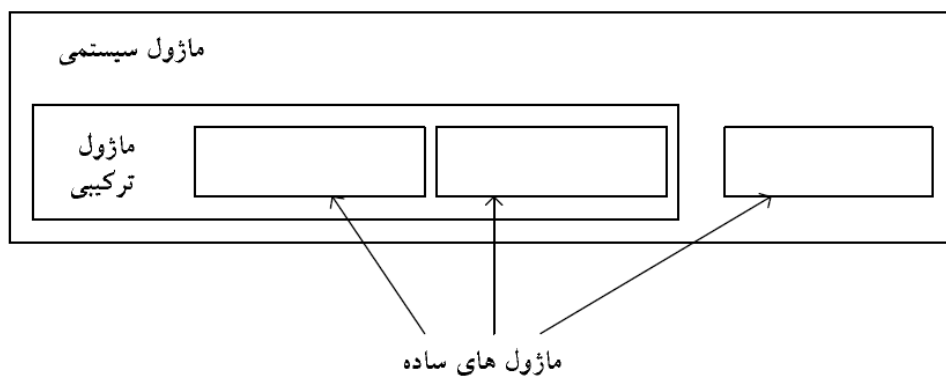 ماژول سیستمی
ماژول
ترکیبی
ماژول های ساده